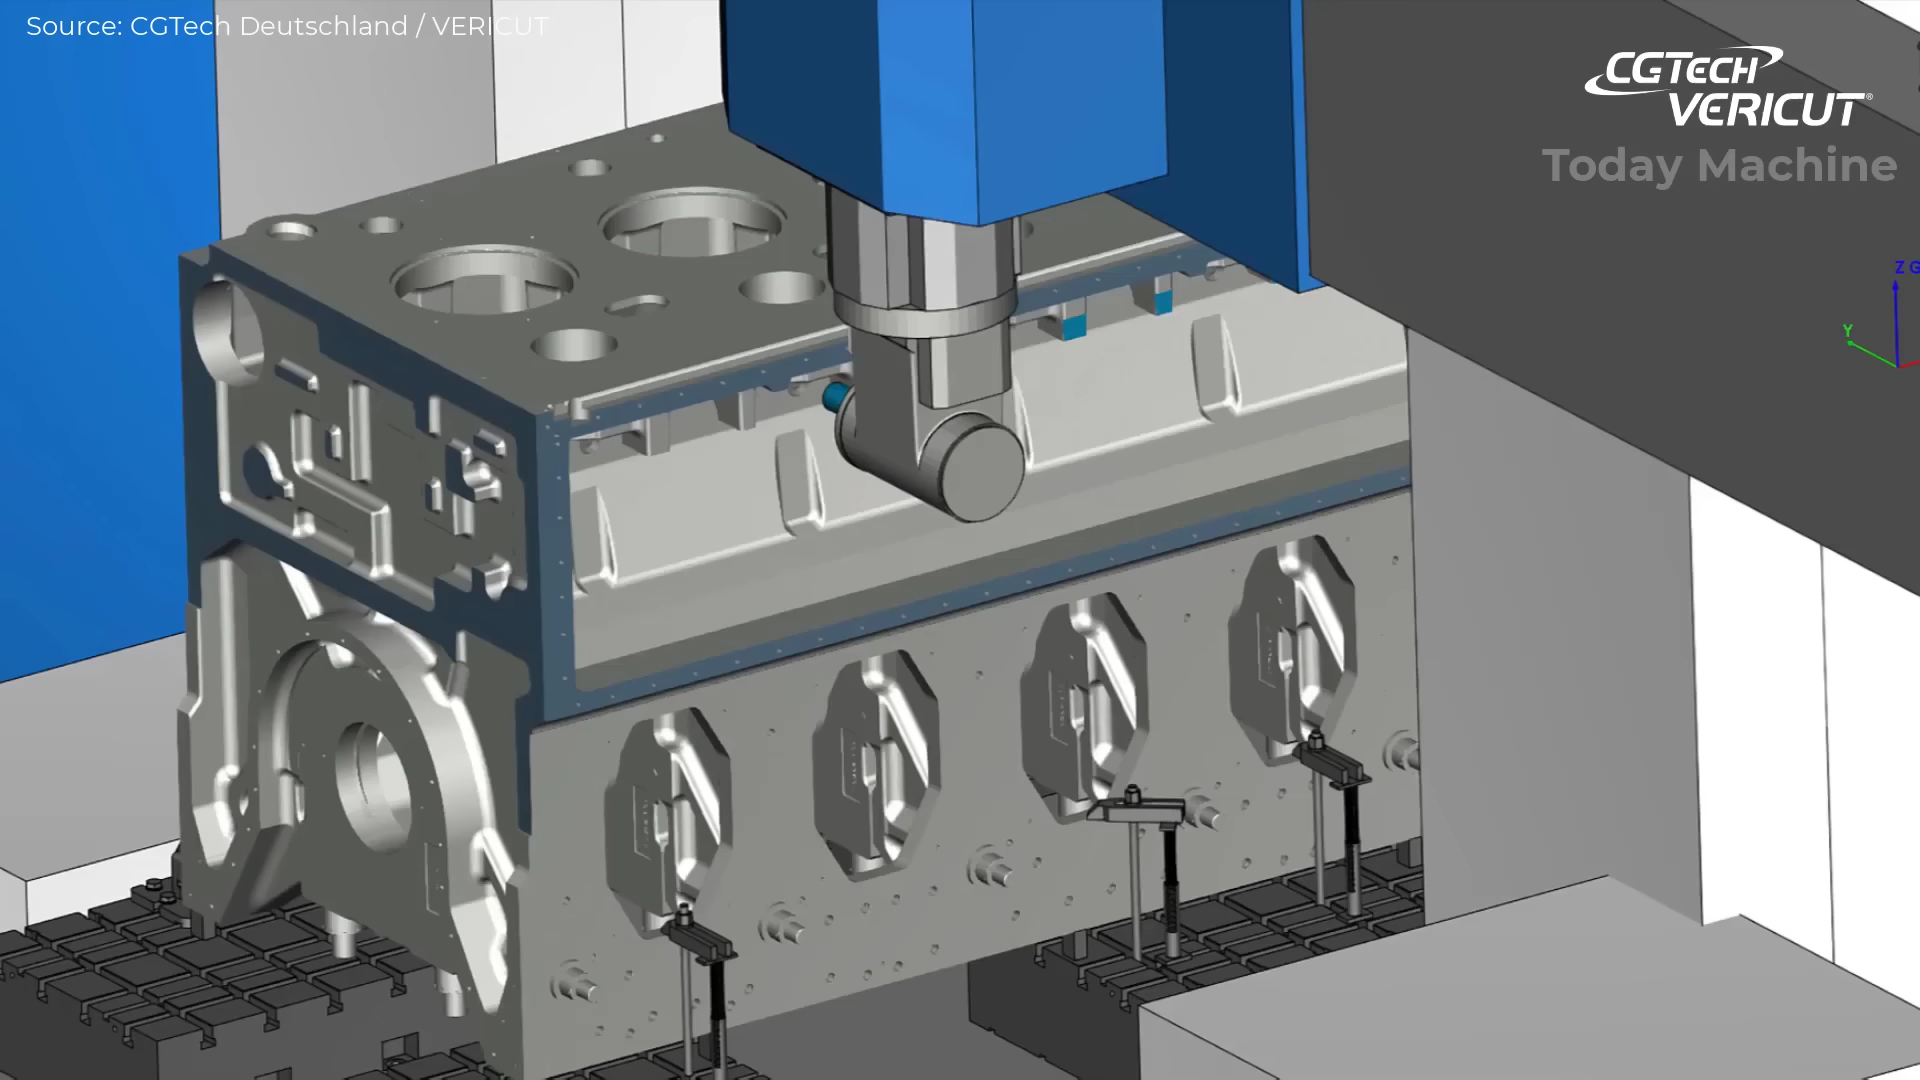 Source: CGTech Deutschland / VERICUT
CGTECH
VERICUT®
Today Machine
Z G
Y